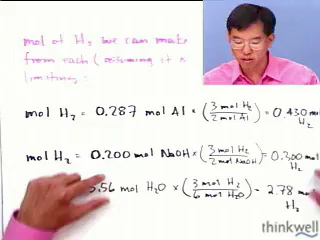 mol of H2 we can make
from each (assuming it is
limiting:
mol H2 = 0.287 mol Al × (3 mol H2 / 2 mol Al) = 0.430 mol H2
mol H2 = 0.200 mol NaOH × (3 mol H2 / 2 mol NaOH) = 0.300 mol H2
.56 mol H2O × (3 mol H2 / 6 mol H2O) = 2.78 mol H2
thinkwell